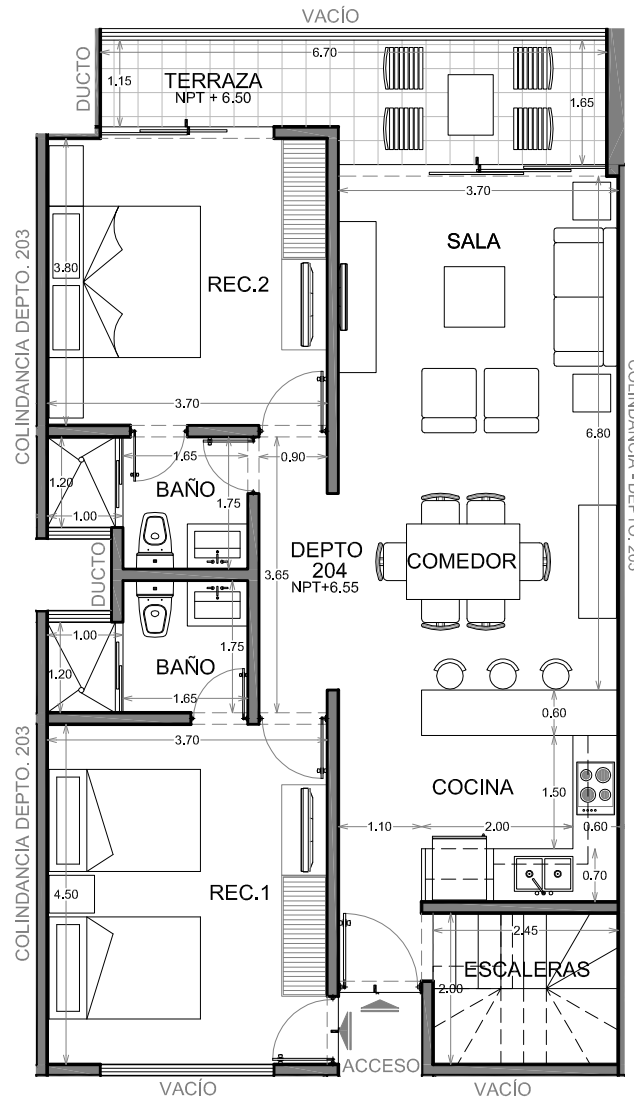 VACÍO
6.70
DUCTO
1.15
TERRAZA
NPT + 6.50
1.65
3.70
SALA
COLINDANCIA DEPTO. 203
3.80
REC.2
3.70
COLINDANCIA - DEPTO. 203
6.80
1.65
0.90
1.20
BAÑO
1.75
1.00
DUCTO
DEPTO
204
NPT+6.55
COMEDOR
3.65
1.00
1.75
BAÑO
1.20
1.65
3.70
0.60
COCINA
1.50
1.10
2.00
0.60
COLINDANCIA DEPTO. 203
4.50
REC.1
0.70
2.45
ESCALERAS
2.00
ACCESO
VACÍO
VACÍO